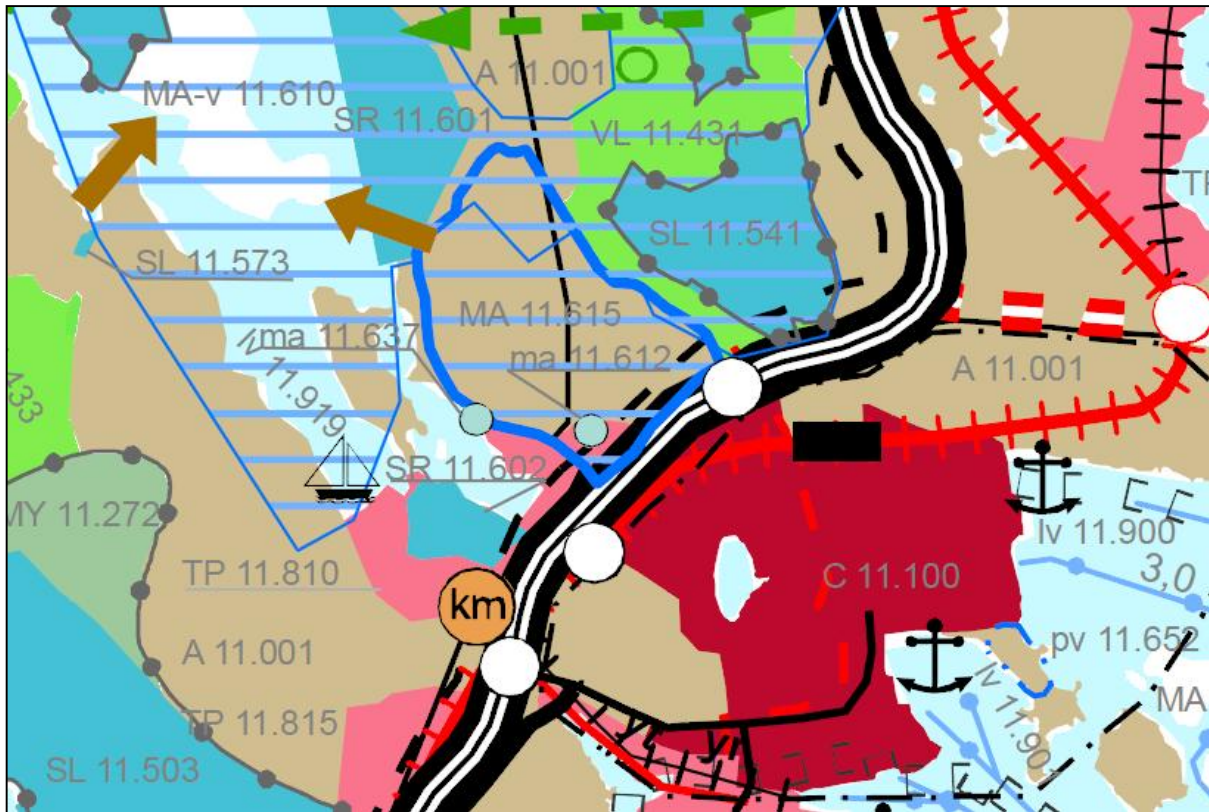 A 11.001
MA-v 11.610
SR 11.601
VL 11.431
SL 11.541
SL 11.573
MA 11.615
ma 11.637
ma 11.612
11.919
A 11.001
433
SR 11.602
MY 11.272
lv 11.900
3,0
TP 11.810
C 11.100
km
A 11.001
pv 11.652
lv 11.901
MA
TP 11.815
SL 11.503